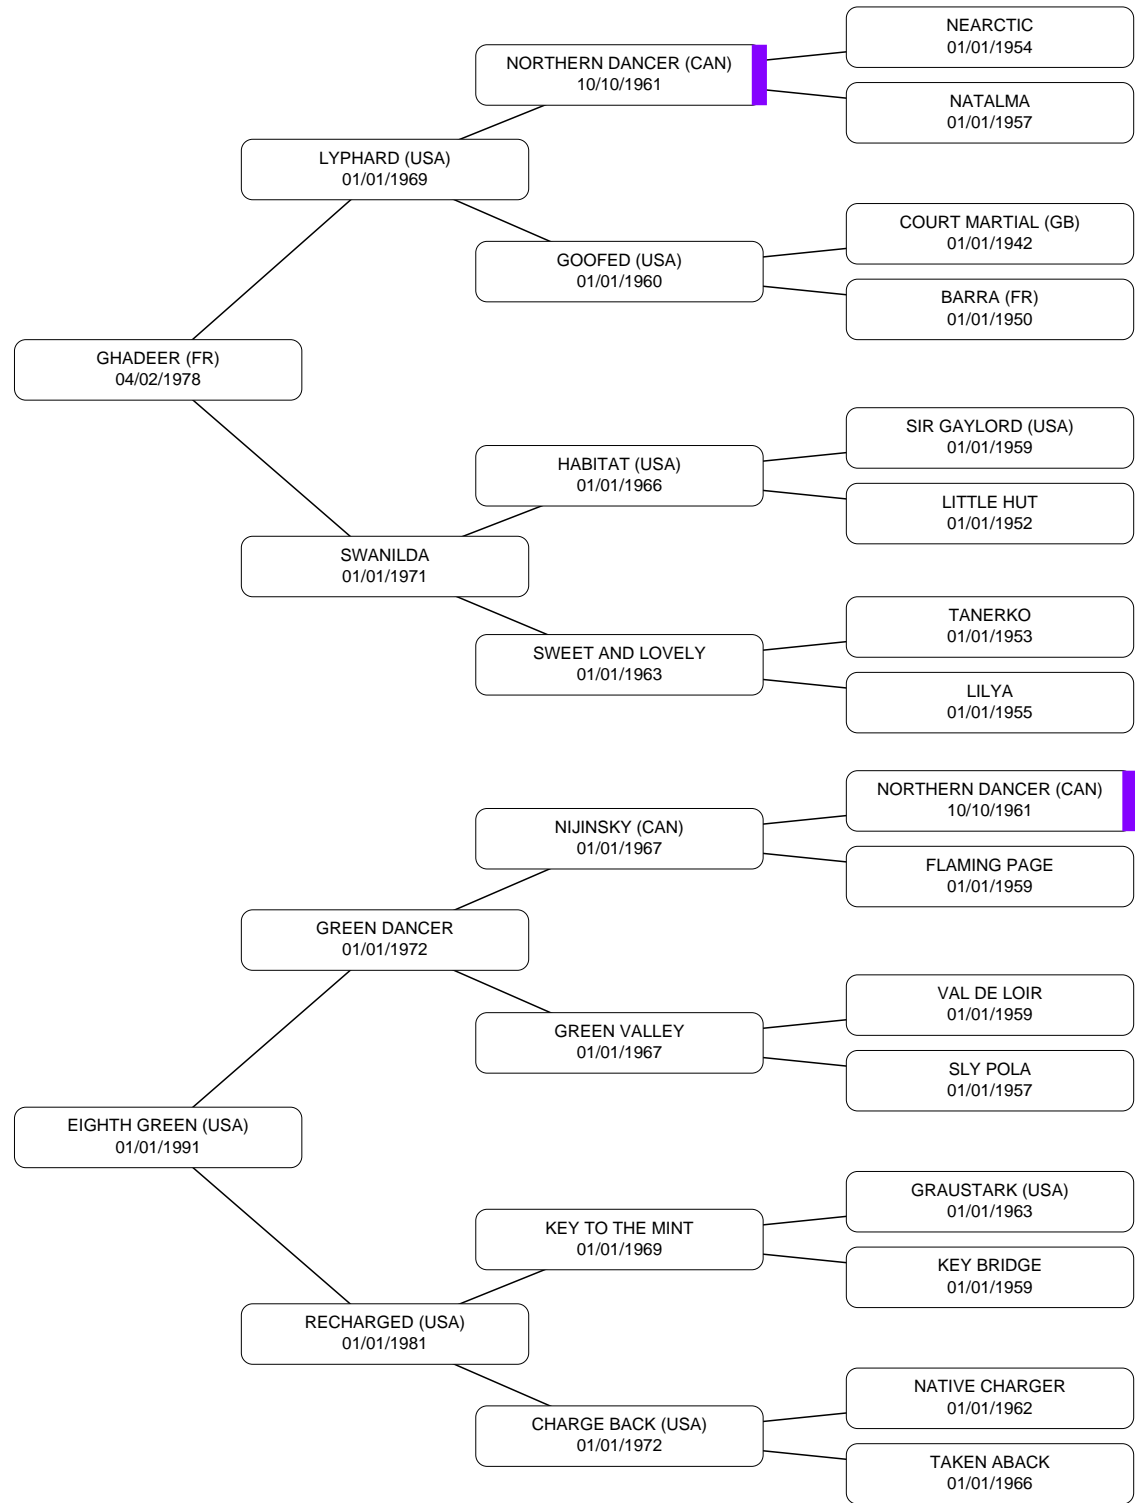 NEARCTIC
01/01/1954
NORTHERN DANCER (CAN)
10/10/1961
NATALMA
01/01/1957
LYPHARD (USA)
01/01/1969
COURT MARTIAL (GB)
01/01/1942
GOOFED (USA)
01/01/1960
BARRA (FR)
01/01/1950
GHADEER (FR)
04/02/1978
SIR GAYLORD (USA)
01/01/1959
HABITAT (USA)
01/01/1966
LITTLE HUT
01/01/1952
SWANILDA
01/01/1971
TANERKO
01/01/1953
SWEET AND LOVELY
01/01/1963
LILYA
01/01/1955
NORTHERN DANCER (CAN)
10/10/1961
NIJINSKY (CAN)
01/01/1967
FLAMING PAGE
01/01/1959
GREEN DANCER
01/01/1972
VAL DE LOIR
01/01/1959
GREEN VALLEY
01/01/1967
SLY POLA
01/01/1957
EIGHTH GREEN (USA)
01/01/1991
GRAUSTARK (USA)
01/01/1963
KEY TO THE MINT
01/01/1969
KEY BRIDGE
01/01/1959
RECHARGED (USA)
01/01/1981
NATIVE CHARGER
01/01/1962
CHARGE BACK (USA)
01/01/1972
TAKEN ABACK
01/01/1966